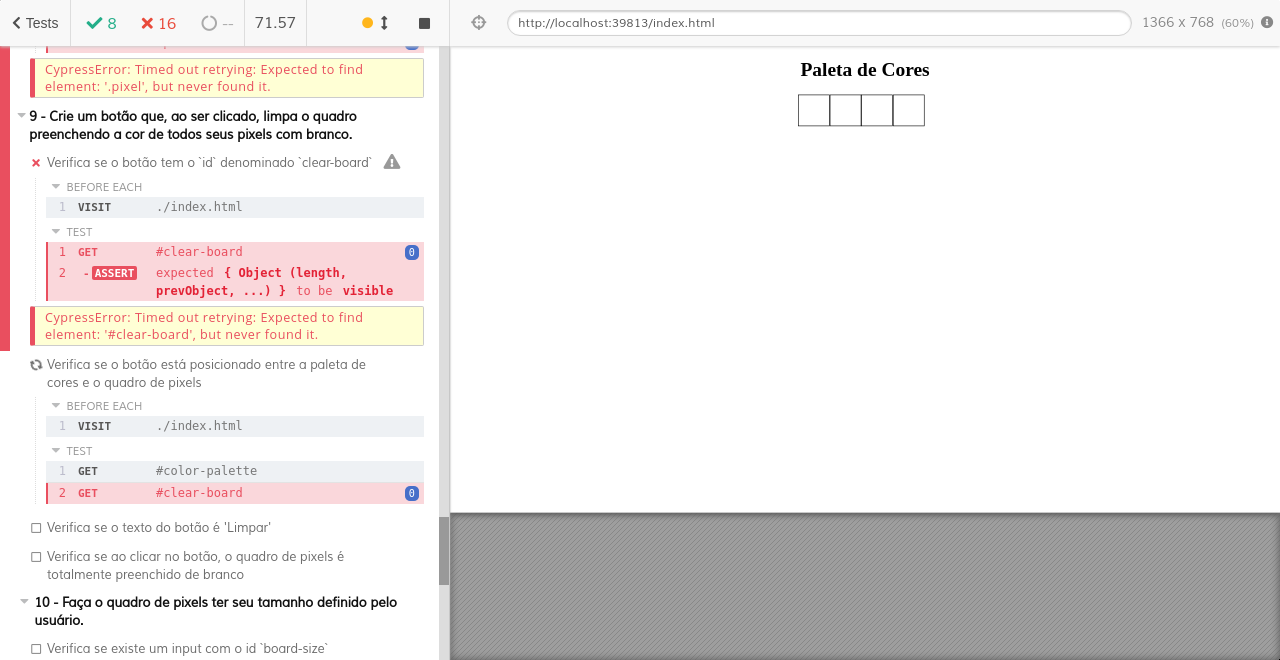 Tests 8 16 -- 71.57
http://localhost:39813/index.html 1366 x 768 (60%)
CypressError: Timed out retrying: Expected to find
element: '.pixel', but never found it.
9 - Crie um botão que, ao ser clicado, limpa o quadro
preenchendo a cor de todos seus pixels com branco.
Verifica se o botão tem o `id` denominado `clear-board`
BEFORE EACH
1 VISIT ./index.html
TEST
1 GET #clear-board 0
2 -ASSERT expected { Object (length,
prevObject, ...) } to be visible
CypressError: Timed out retrying: Expected to find
element: '#clear-board', but never found it.
Verifica se o botão está posicionado entre a paleta de
cores e o quadro de pixels
BEFORE EACH
1 VISIT ./index.html
TEST
1 GET #color-palette
2 GET #clear-board 0
Verifica se o texto do botão é 'Limpar'
Verifica se ao clicar no botão, o quadro de pixels é
totalmente preenchido de branco
10 - Faça o quadro de pixels ter seu tamanho definido pelo
usuário.
Verifica se existe um input com o id `board-size`
Paleta de Cores